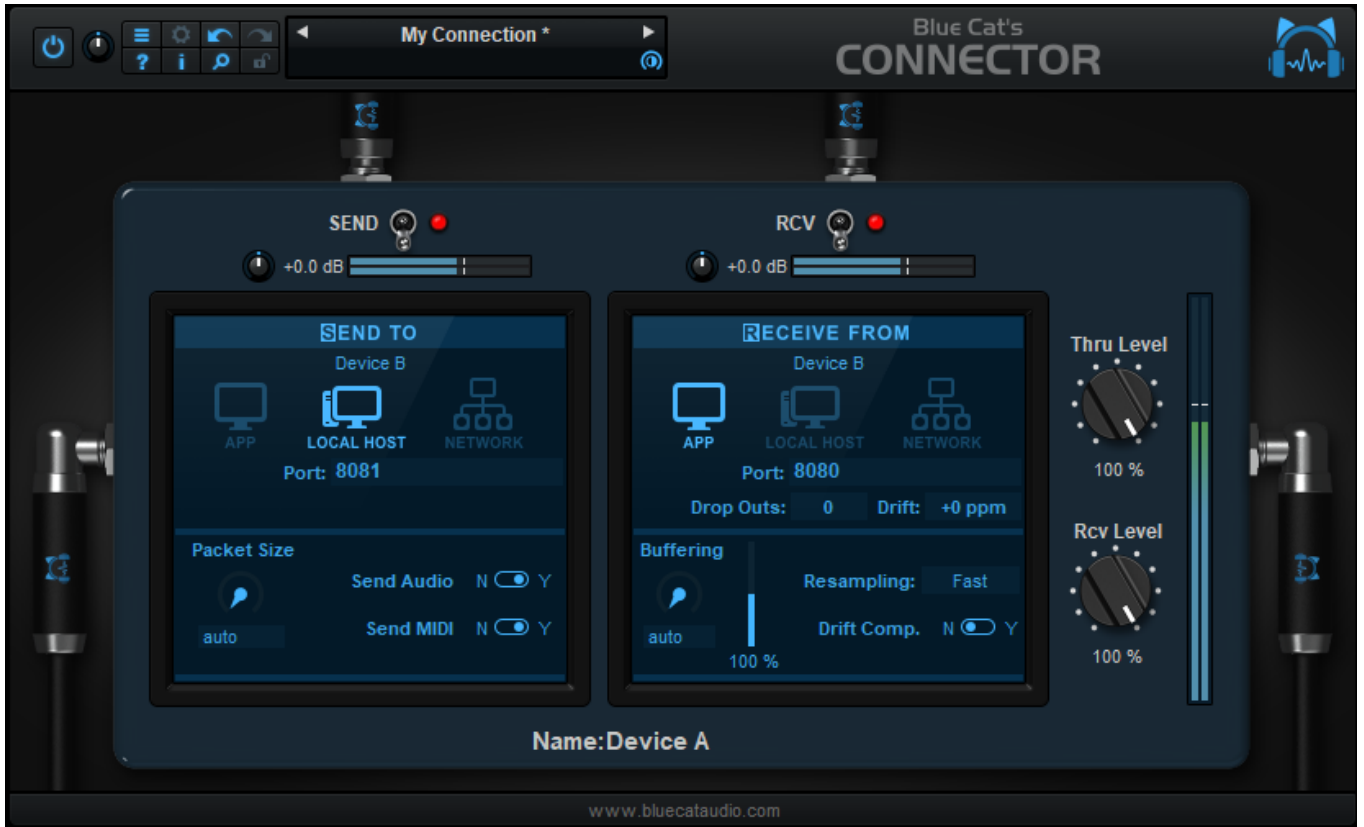 My Connection *
Blue Cat's
CONNECTOR
? i
SEND
RCV
+0.0 dB
+0.0 dB
SEND TO
Device B
APP
LOCAL HOST
NETWORK
Port: 8081
Packet Size
auto
Send Audio N Y
Send MIDI N Y
RECEIVE FROM
Device B
APP
LOCAL HOST
NETWORK
Port: 8080
Drop Outs: 0 Drift: +0 ppm
Buffering
auto
100 %
Resampling: Fast
Drift Comp. N Y
Thru Level
100 %
Rcv Level
100 %
Name:Device A
www.bluecataudio.com